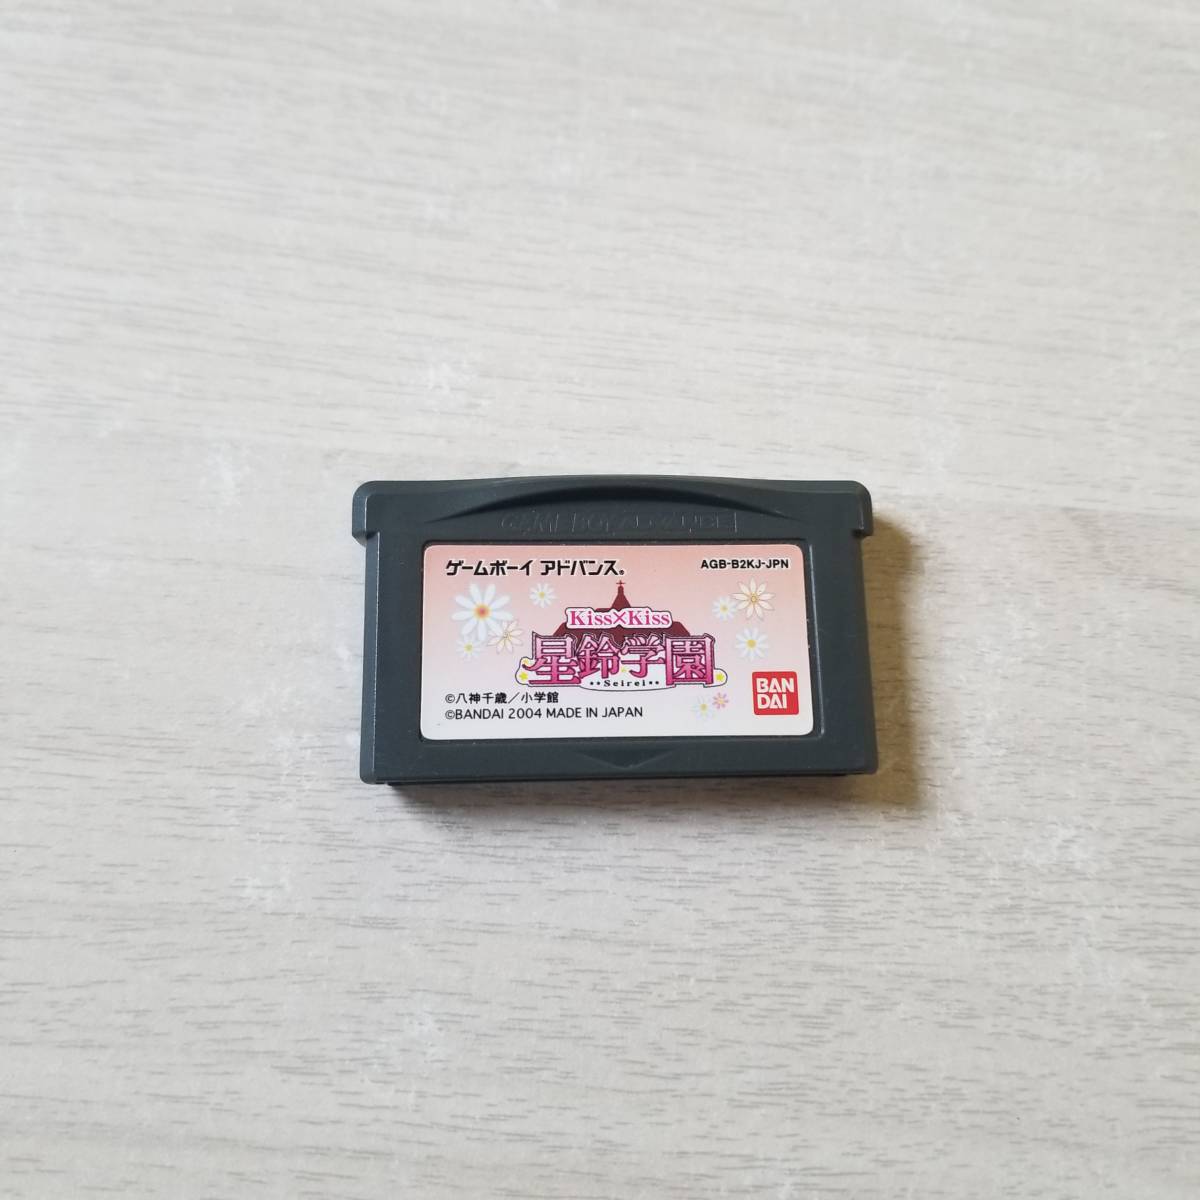 GAME BOY ADVANCE
ゲームボーイ アドバンス®
AGB-B2KJ-JPN
Kiss×Kiss
星鈴学園
••Seirei••
©八神千歳／小学館
©BANDAI 2004 MADE IN JAPAN
BAN
DAI